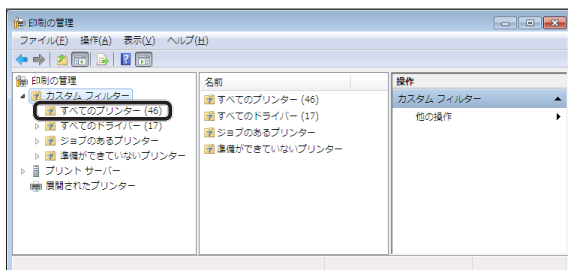 印刷の管理
ファイル(F) 操作(A) 表示(V) ヘルプ(H)
印刷の管理
カスタム フィルター
すべてのプリンター (46)
すべてのドライバー (17)
ジョブのあるプリンター
準備ができていないプリンター
プリント サーバー
展開されたプリンター
名前
すべてのプリンター (46)
すべてのドライバー (17)
ジョブのあるプリンター
準備ができていないプリンター
操作
カスタム フィルター
他の操作